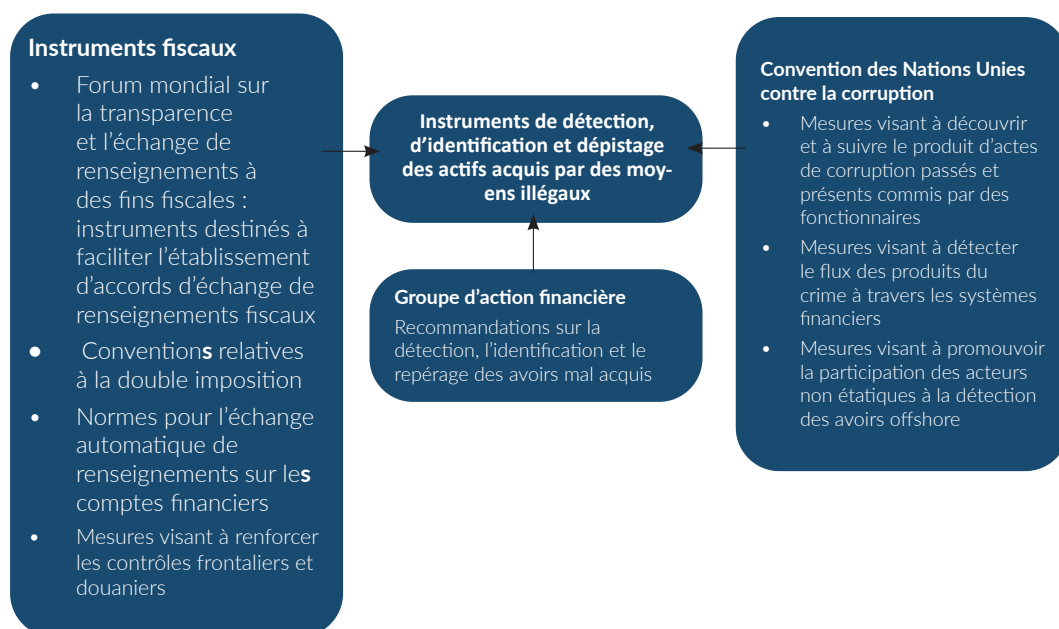 Instruments fiscaux
• Forum mondial sur
la transparence
et l'échange de
renseignements à
des fins fiscales :
instruments destinés à
faciliter l'établissement
d'accords d'échange de
renseignements fiscaux
• Conventions relatives
à la double imposition
• Normes pour l'échange
automatique de
renseignements sur les
comptes financiers
• Mesures visant à renforcer
les contrôles frontaliers et
douaniers
Instruments de détection,
d'identification et dépistage
des actifs acquis par des moy-
ens illégaux
Groupe d'action financière
Recommandations sur la
détection, l'identification et le
repérage des avoirs mal acquis
Convention des Nations Unies
contre la corruption
• Mesures visant à découvrir
et à suivre le produit d'actes
de corruption passés et
présents commis par des
fonctionnaires
• Mesures visant à détecter
le flux des produits du
crime à travers les systèmes
financiers
• Mesures visant à promouvoir
la participation des acteurs
non étatiques à la détection
des avoirs offshore